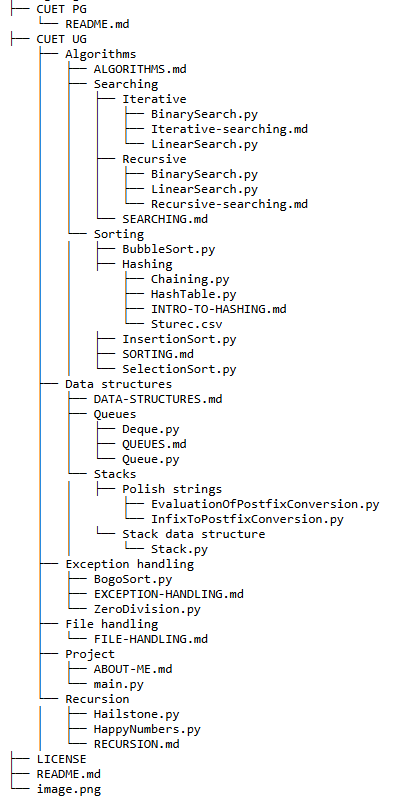 ├── CUET PG
│   └── README.md
├── CUET UG
│   ├── Algorithms
│   │   ├── ALGORITHMS.md
│   │   ├── Searching
│   │   │   ├── Iterative
│   │   │   │   ├── BinarySearch.py
│   │   │   │   ├── Iterative-searching.md
│   │   │   │   └── LinearSearch.py
│   │   │   ├── Recursive
│   │   │   │   ├── BinarySearch.py
│   │   │   │   ├── LinearSearch.py
│   │   │   │   └── Recursive-searching.md
│   │   │   └── SEARCHING.md
│   │   └── Sorting
│   │       ├── BubbleSort.py
│   │       ├── Hashing
│   │       │   ├── Chaining.py
│   │       │   ├── HashTable.py
│   │       │   ├── INTRO-TO-HASHING.md
│   │       │   └── Sturec.csv
│   │       ├── InsertionSort.py
│   │       ├── SORTING.md
│   │       └── SelectionSort.py
│   ├── Data structures
│   │   ├── DATA-STRUCTURES.md
│   │   ├── Queues
│   │   │   ├── Deque.py
│   │   │   ├── QUEUES.md
│   │   │   └── Queue.py
│   │   └── Stacks
│   │       ├── Polish strings
│   │       │   ├── EvaluationOfPostfixConversion.py
│   │       │   └── InfixToPostfixConversion.py
│   │       └── Stack data structure
│   │           └── Stack.py
│   ├── Exception handling
│   │   ├── BogoSort.py
│   │   ├── EXCEPTION-HANDLING.md
│   │   └── ZeroDivision.py
│   ├── File handling
│   │   └── FILE-HANDLING.md
│   ├── Project
│   │   ├── ABOUT-ME.md
│   │   └── main.py
│   └── Recursion
│       ├── Hailstone.py
│       ├── HappyNumbers.py
│       └── RECURSION.md
├── LICENSE
├── README.md
└── image.png